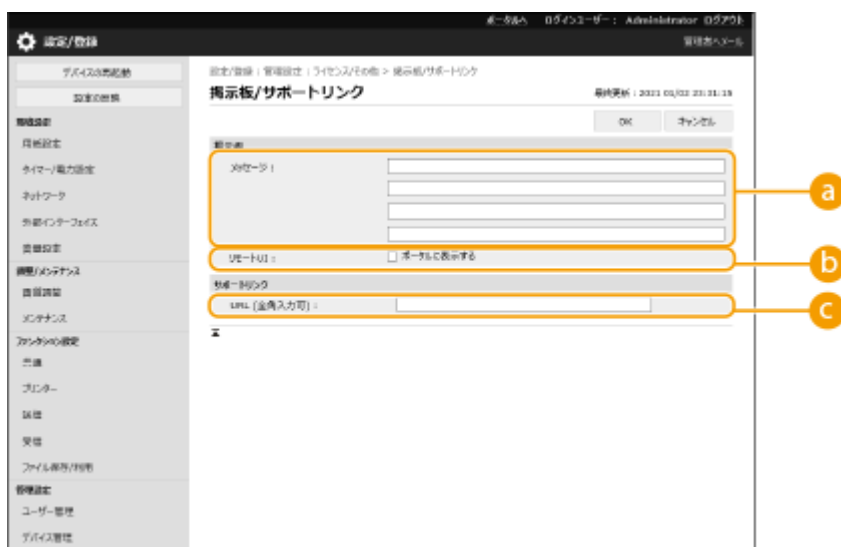 ポータルへ ログインユーザー： Administrator ログアウト
設定/登録
管理者へメール
デバイスの再起動
設定の反映
環境設定
用紙設定
タイマー/電力設定
ネットワーク
外部インターフェイス
音量設定
調整/メンテナンス
画質調整
メンテナンス
ファンクション設定
共通
プリンター
送信
受信
ファイル保存/利用
管理設定
ユーザー管理
デバイス管理
設定/登録 : 管理設定 : ライセンス/その他 > 掲示板/サポートリンク
掲示板/サポートリンク
最終更新 : 2021 01/02 23:31:15
OK キャンセル
掲示板
メッセージ :
a
リモートUI : ポータルに表示する
b
サポートリンク
URL (全角入力可) :
c